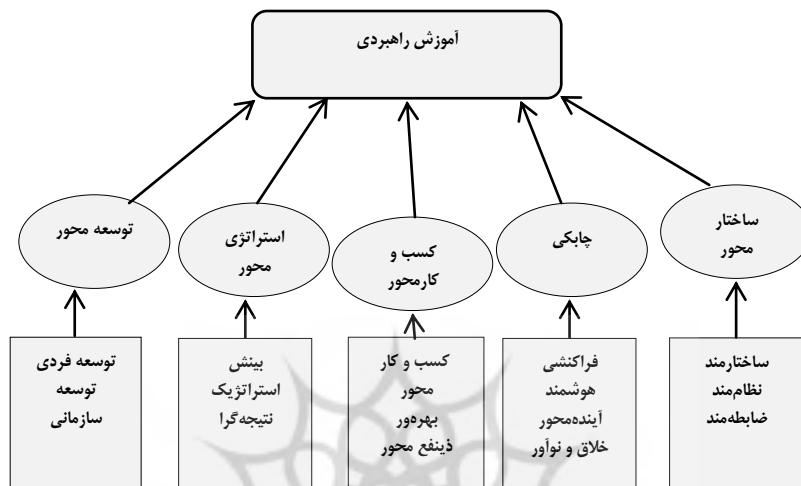 آموزش راهبردی
ساختار
محور
چابکی
کسب و
کارمحور
استراتژی
محور
توسعه محور
ساختارمند
نظام‌مند
ضابطه‌مند
فراکنشی
هوشمند
آینده‌محور
خلاق و نوآور
کسب و کار
محور
بهره‌ور
ذینفع محور
بینش
استراتژیک
نتیجه‌گرا
توسعه فردی
توسعه
سازمانی